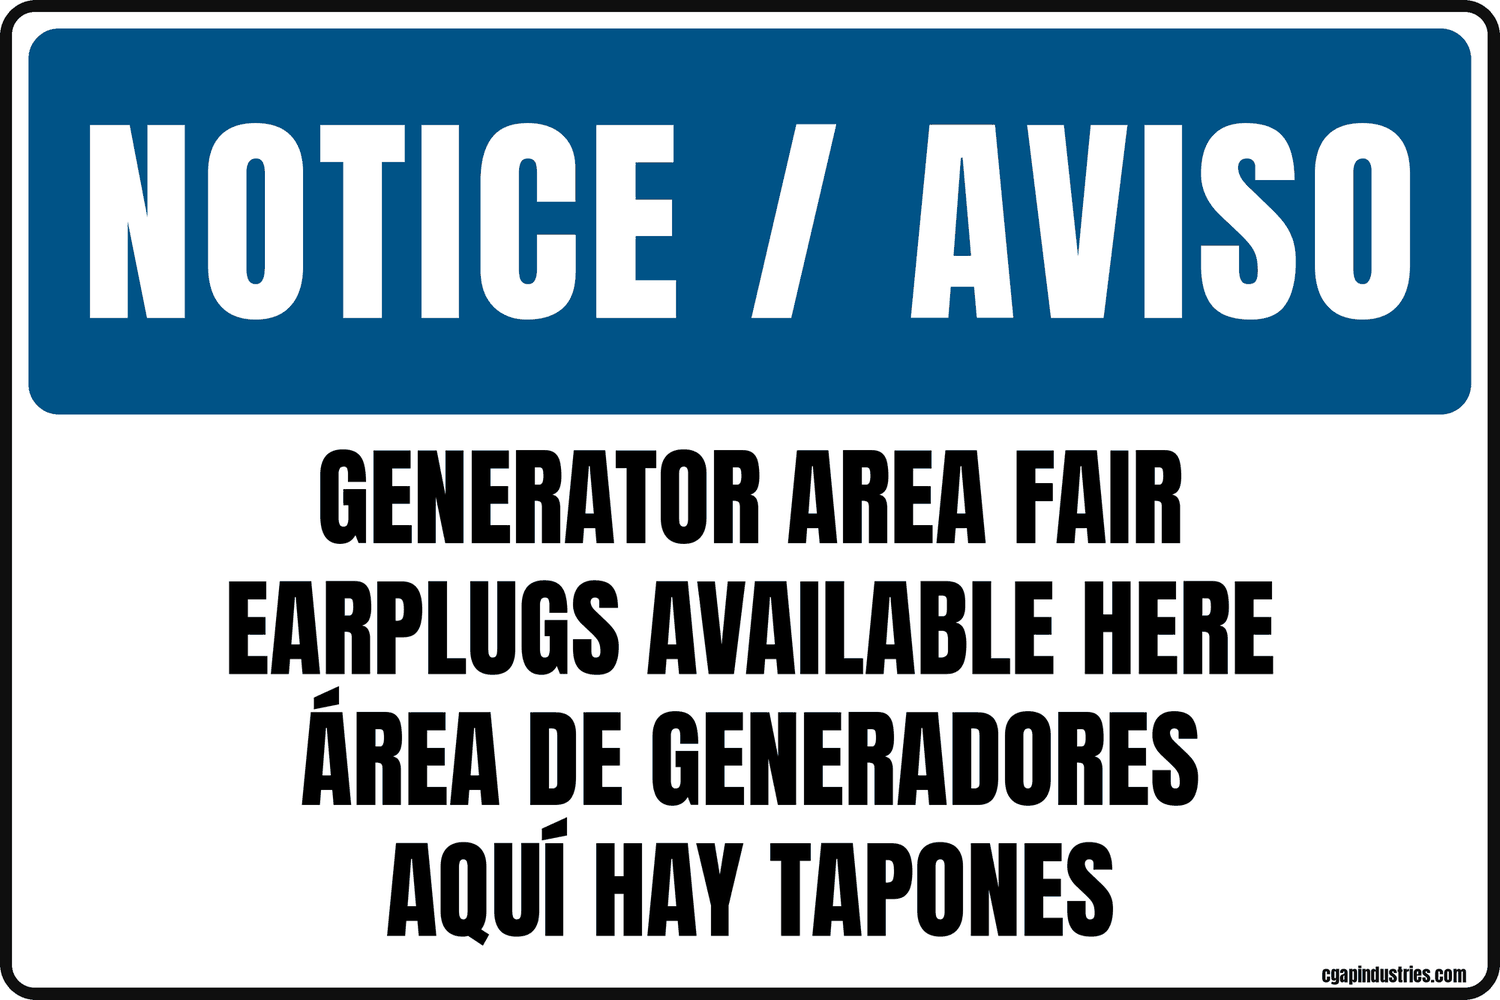 NOTICE / AVISO
GENERATOR AREA FAIR
EARPLUGS AVAILABLE HERE
ÁREA DE GENERADORES
AQUÍ HAY TAPONES
cgapindustries.com